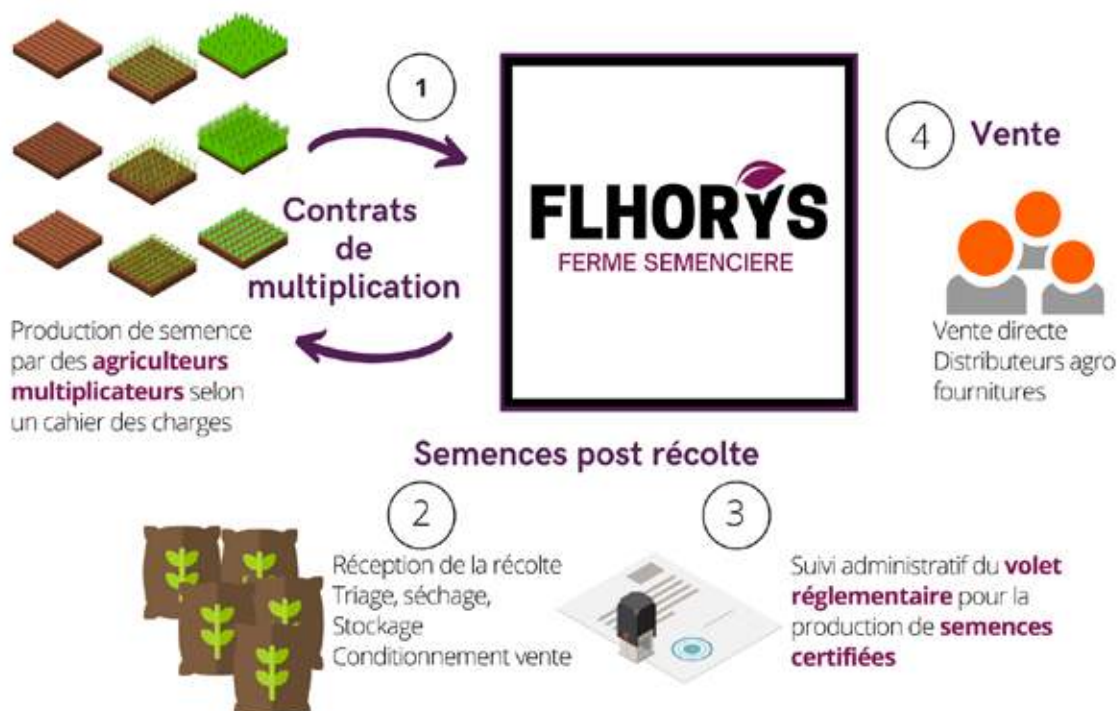 1
Contrats
de
multiplication
Production de semence
par des agriculteurs
multiplicateurs selon
un cahier des charges
FLHORYS
FERME SEMENCIERE
4 Vente
Vente directe
Distributeurs agro
fournitures
Semences post récolte
2
Réception de la récolte
Triage, séchage,
Stockage
Conditionnement vente
3
Suivi administratif du volet
réglementaire pour la
production de semences
certifiées